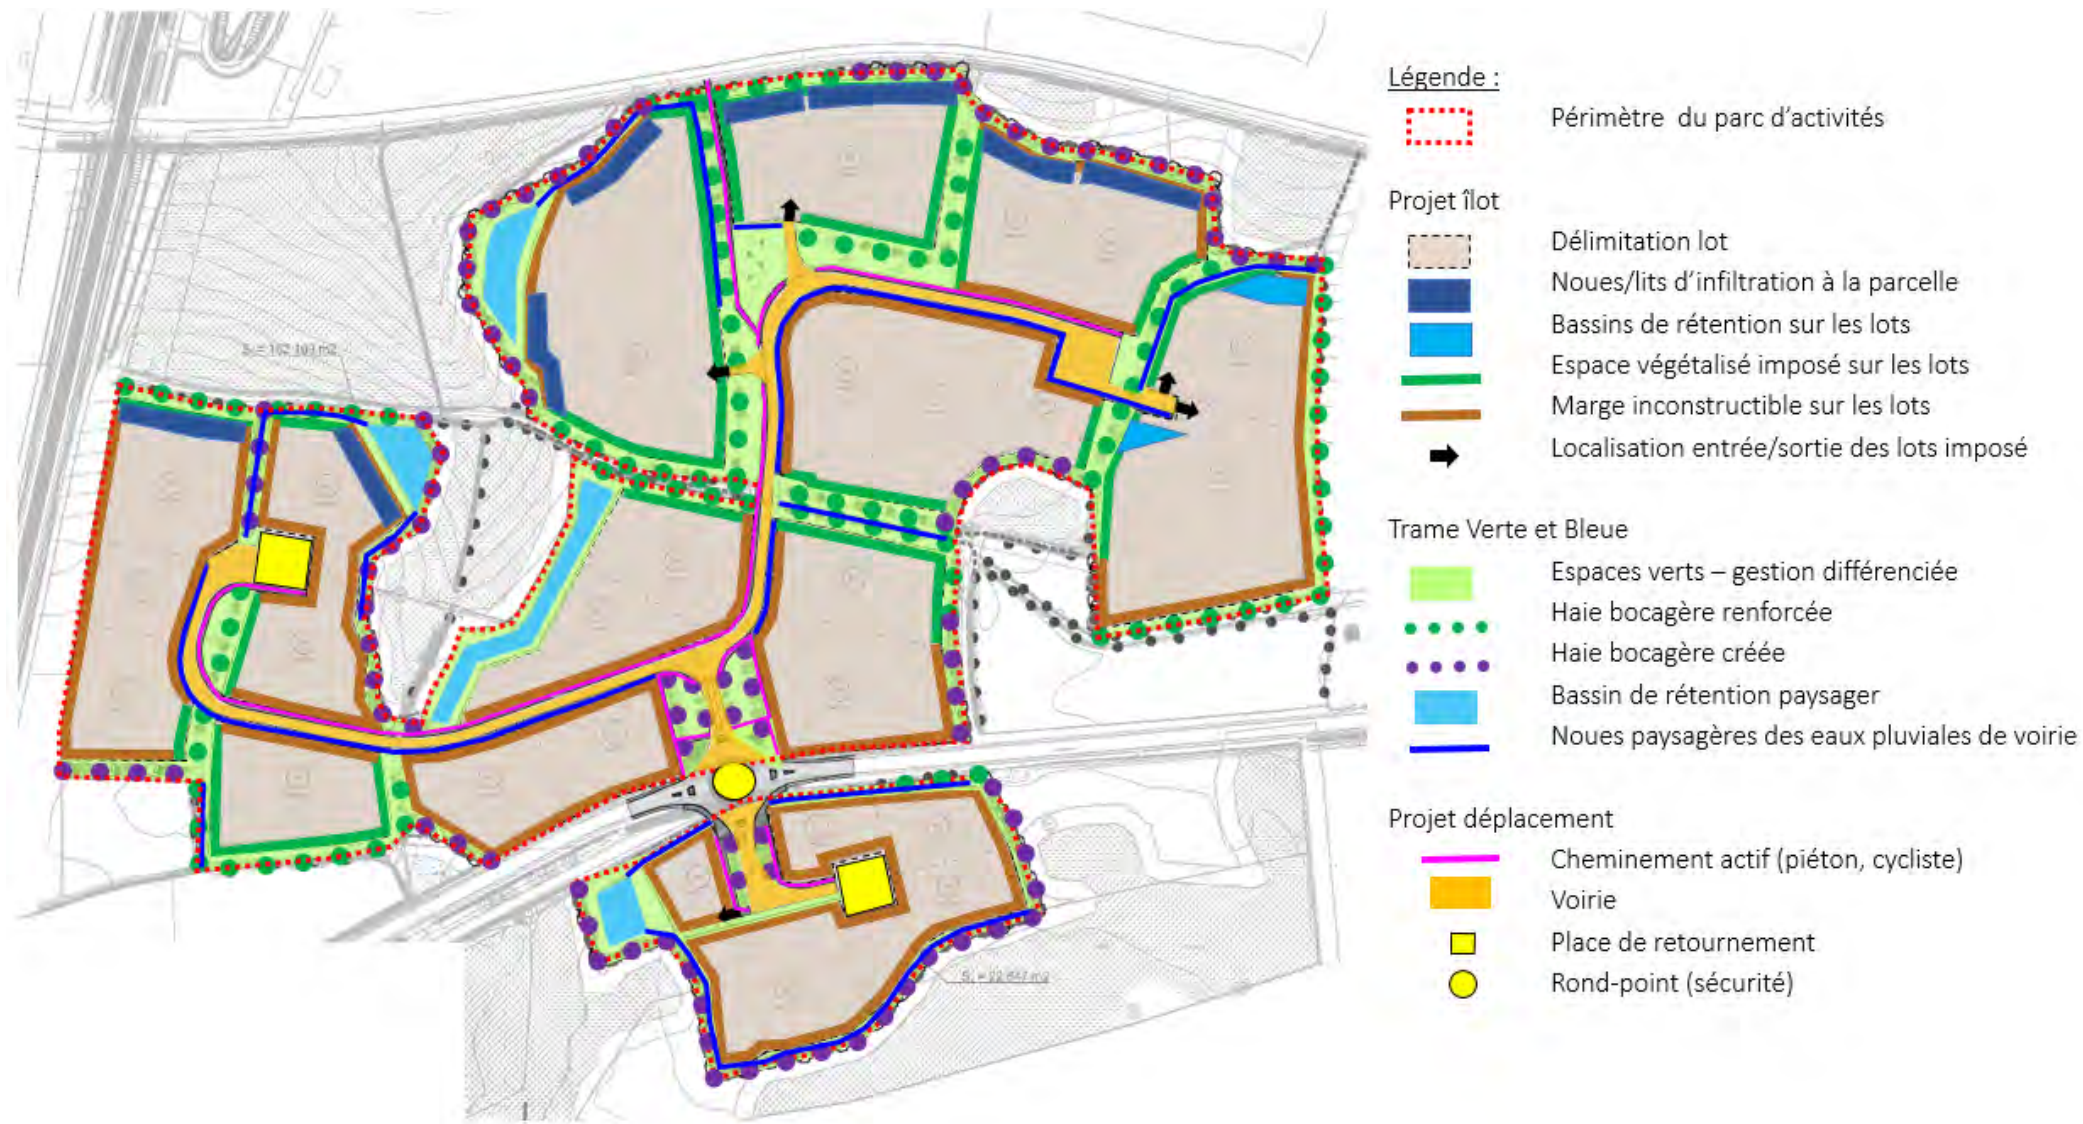 Légende :
Périmètre du parc d'activités
Projet îlot
Délimitation lot
Noues/lits d'infiltration à la parcelle
Bassins de rétention sur les lots
Espace végétalisé imposé sur les lots
Marge inconstructible sur les lots
Localisation entrée/sortie des lots imposé
Trame Verte et Bleue
Espaces verts – gestion différenciée
Haie bocagère renforcée
Haie bocagère créée
Bassin de rétention paysager
Noues paysagères des eaux pluviales de voirie
Projet déplacement
Cheminement actif (piéton, cycliste)
Voirie
Place de retournement
Rond-point (sécurité)